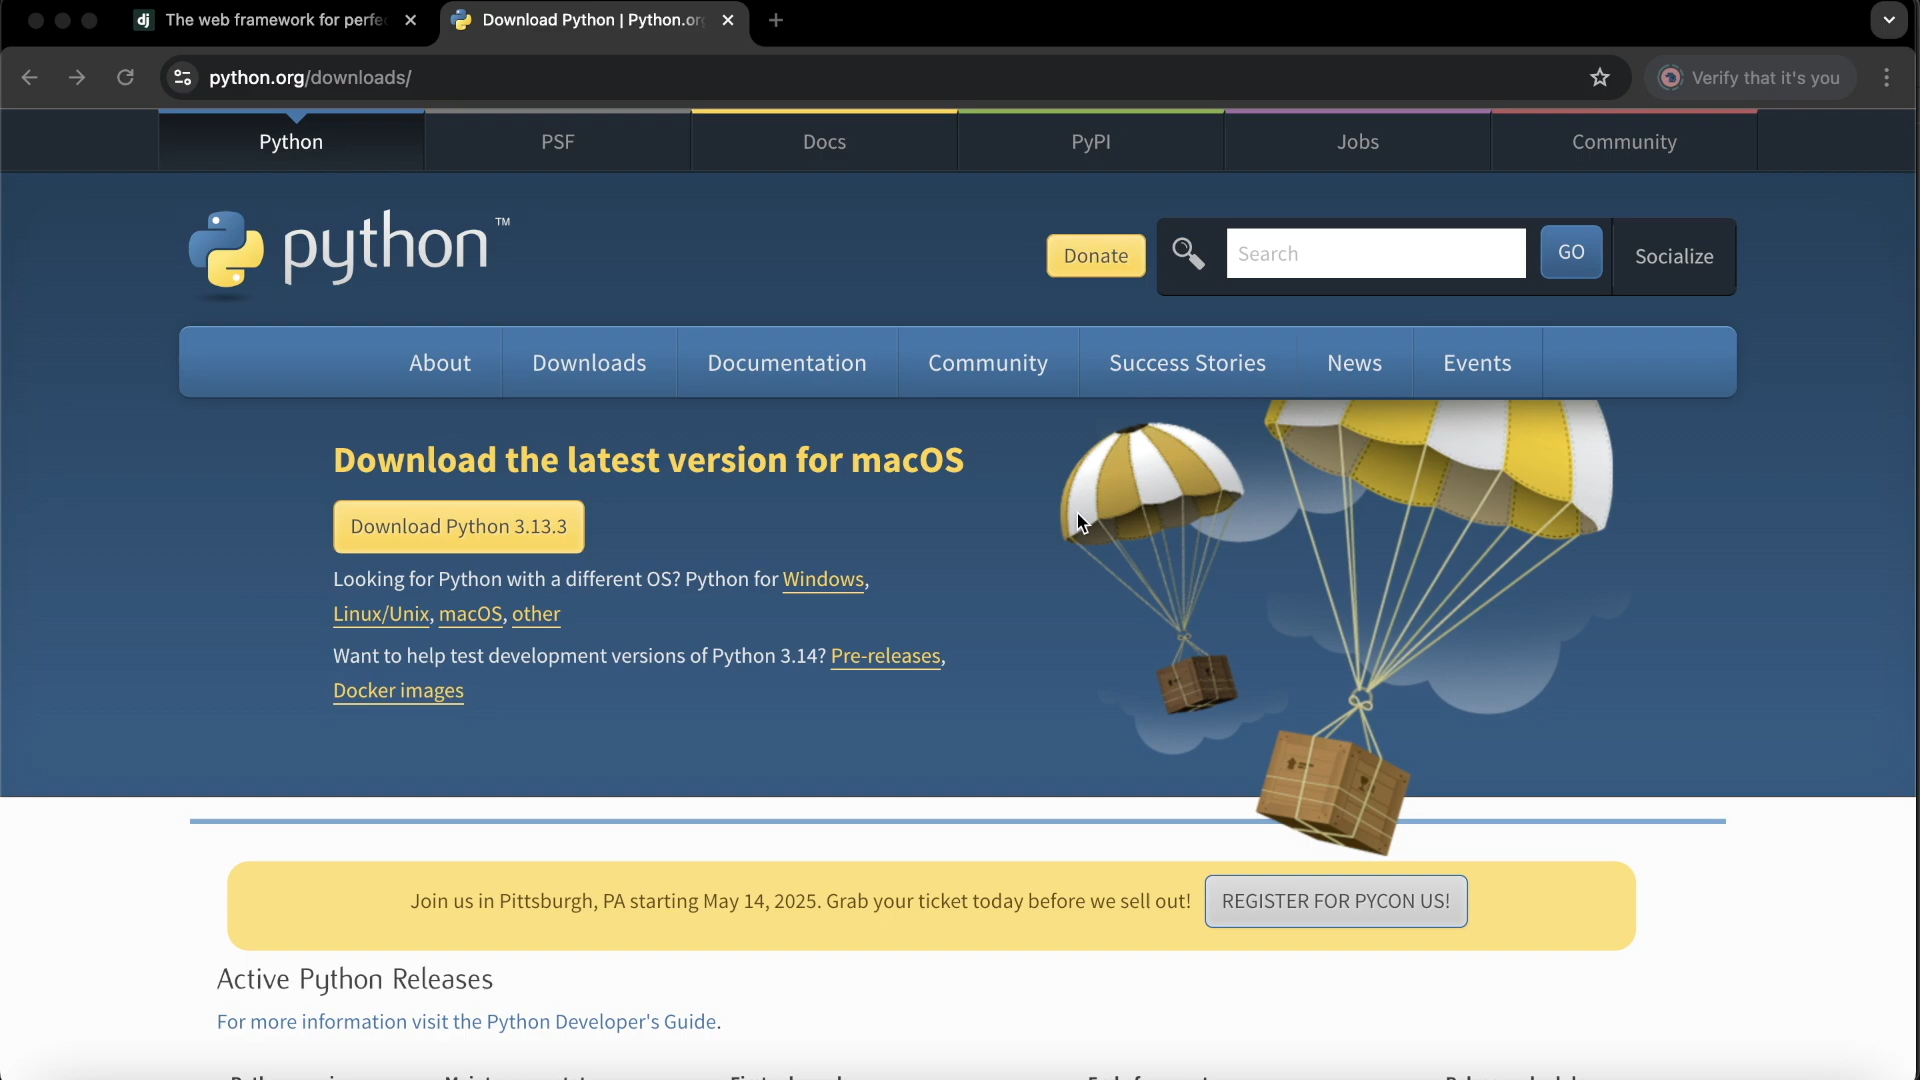 dj The web framework for perfe
Download Python | Python.or
python.org/downloads/
Verify that it's you
Python
PSF
Docs
PyPI
Jobs
Community
python™
Donate
Search
GO
Socialize
About
Downloads
Documentation
Community
Success Stories
News
Events
Download the latest version for macOS
Download Python 3.13.3
Looking for Python with a different OS? Python for Windows,
Linux/Unix, macOS, other
Want to help test development versions of Python 3.14? Pre-releases,
Docker images
Join us in Pittsburgh, PA starting May 14, 2025. Grab your ticket today before we sell out!
REGISTER FOR PYCON US!
Active Python Releases
For more information visit the Python Developer's Guide.